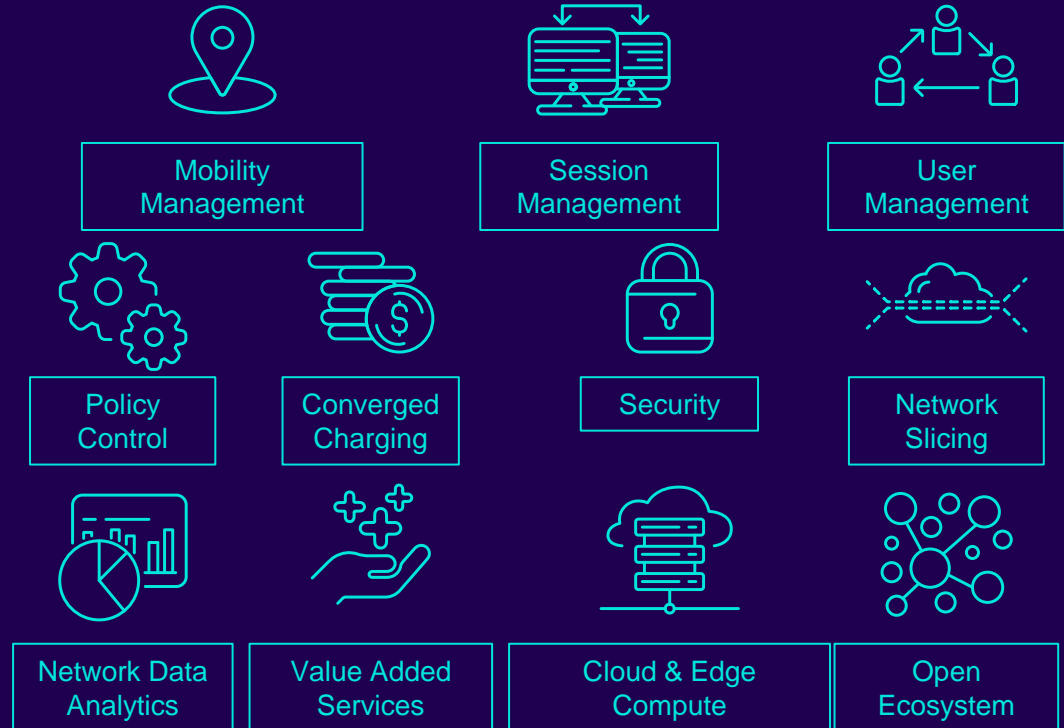 Mobility
Management
Session
Management
User
Management
$
Policy
Control
Converged
Charging
Security
Network
Slicing
Network Data
Analytics
Value Added
Services
Cloud & Edge
Compute
Open
Ecosystem